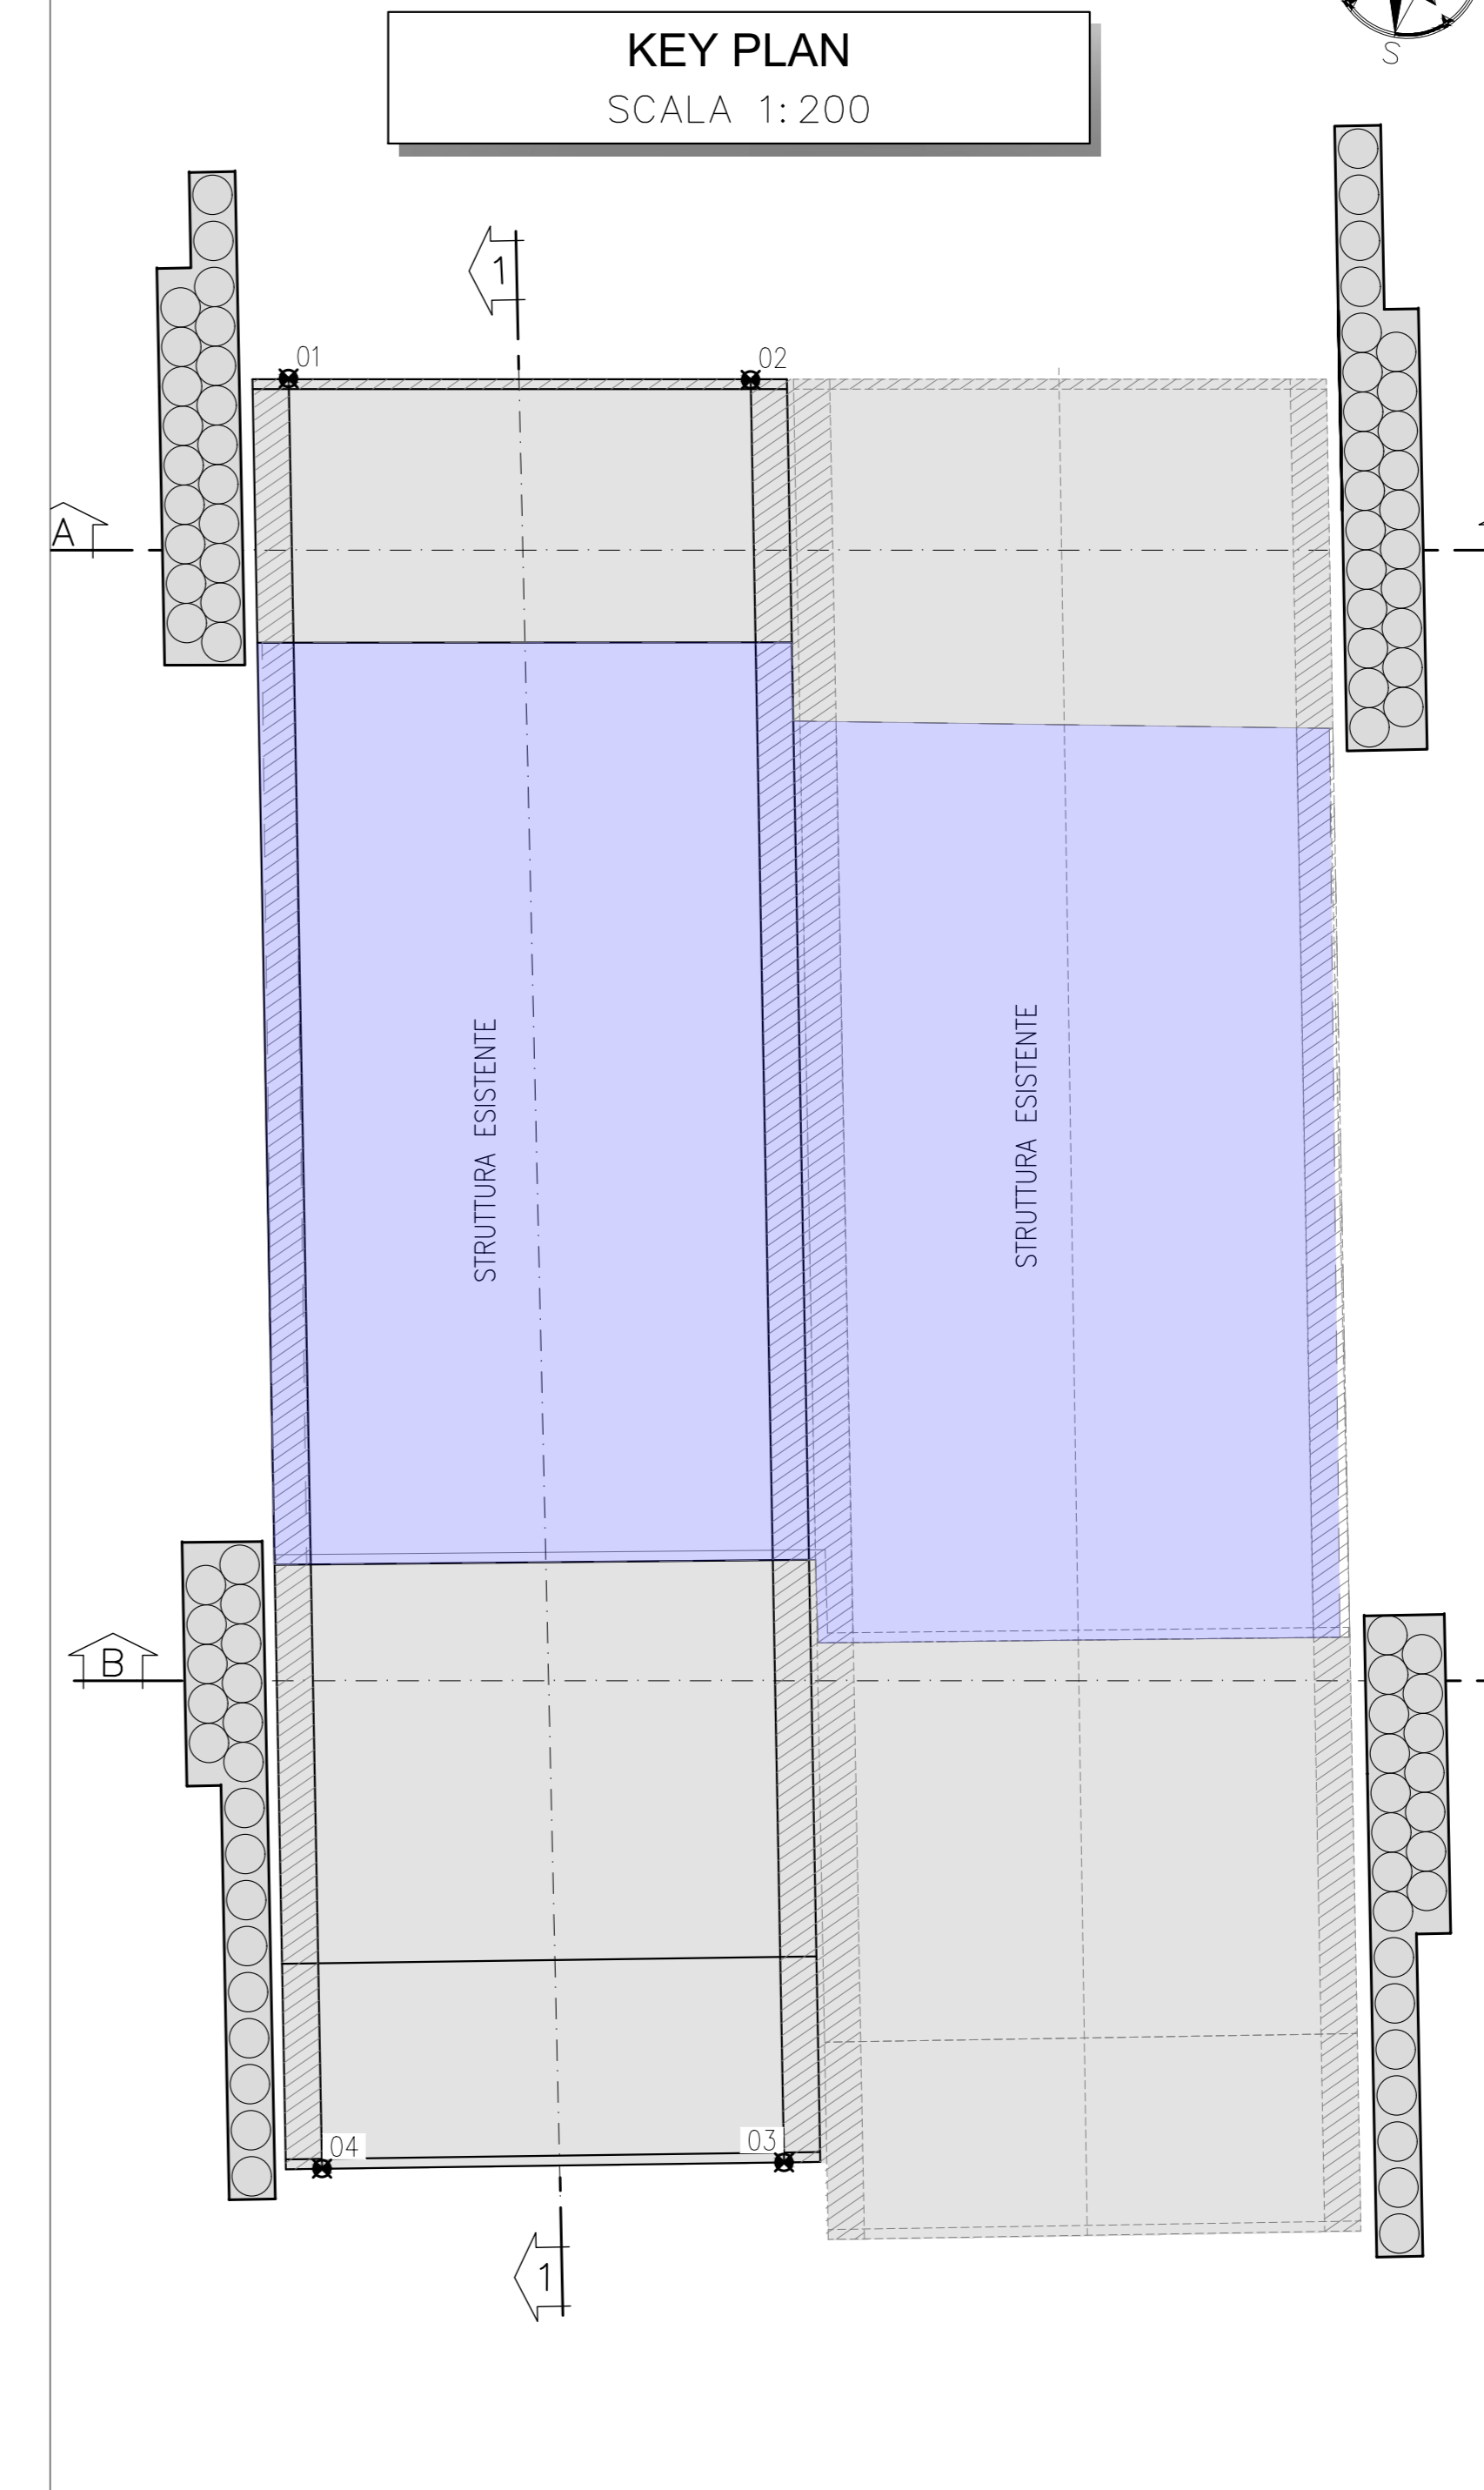 KEY PLAN
SCALA 1:200
S
1
01
02
A
STRUTTURA ESISTENTE
STRUTTURA ESISTENTE
B
04
03
1